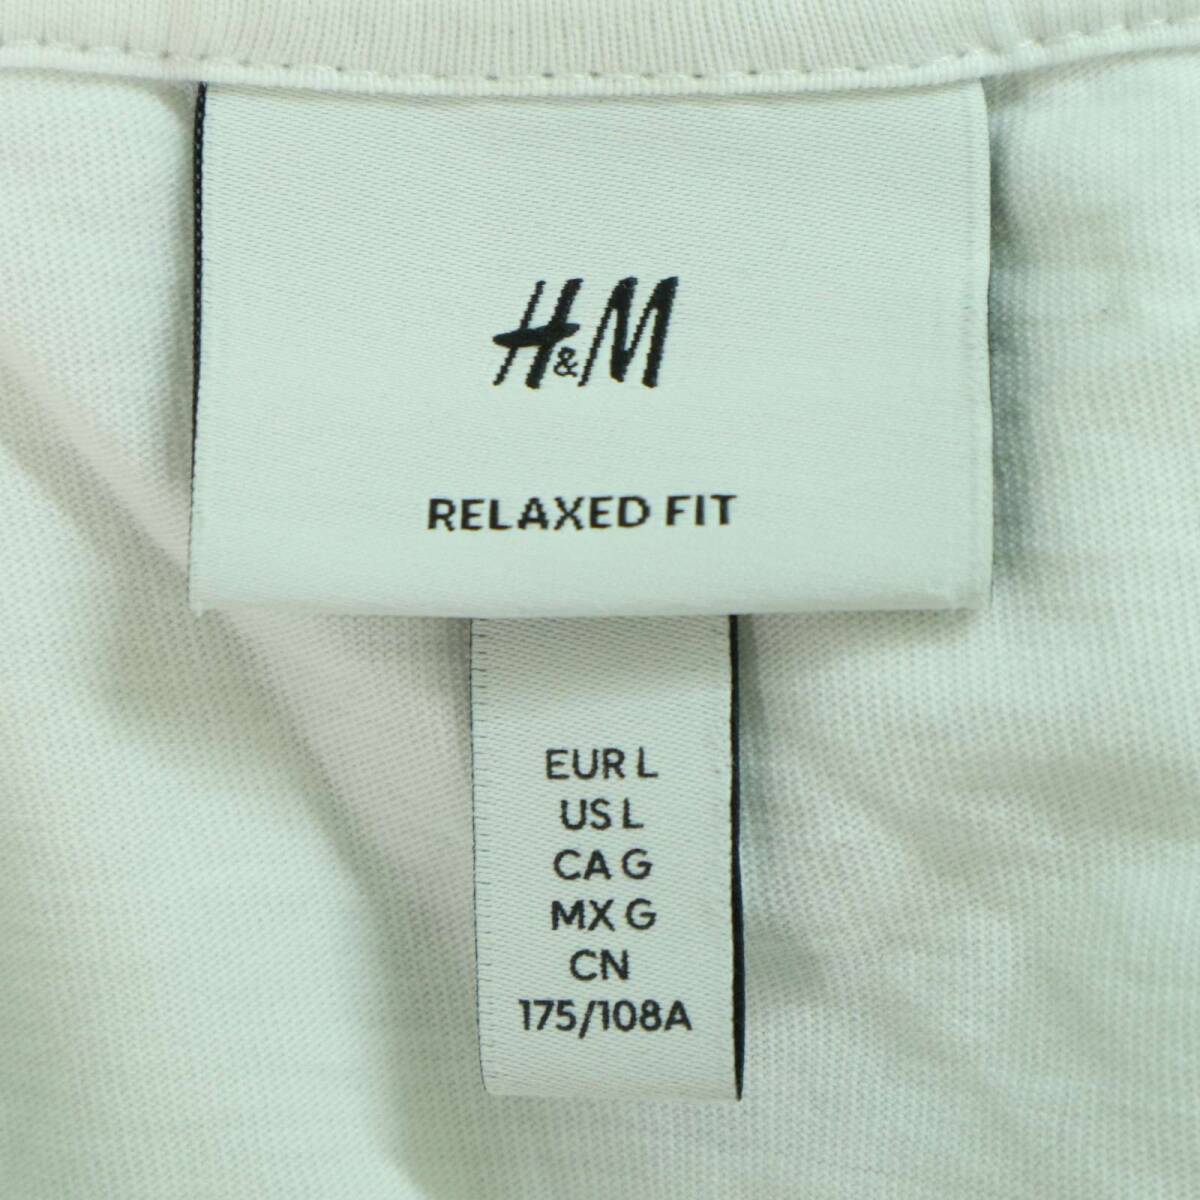 H&M
RELAXED FIT
EUR L
US L
CA G
MX G
CN
175/108A